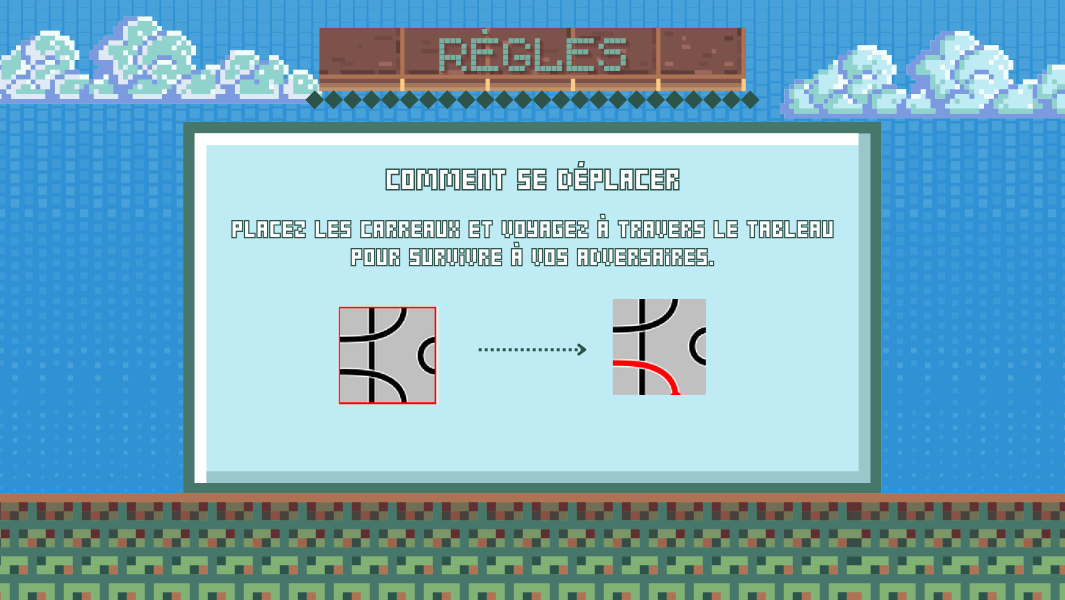 RÈGLES
COMMENT SE DÉPLACER
PLACEZ LES CARREAUX ET VOYAGEZ À TRAVERS LE TABLEAU
POUR SURVIVRE À VOS ADVERSAIRES.